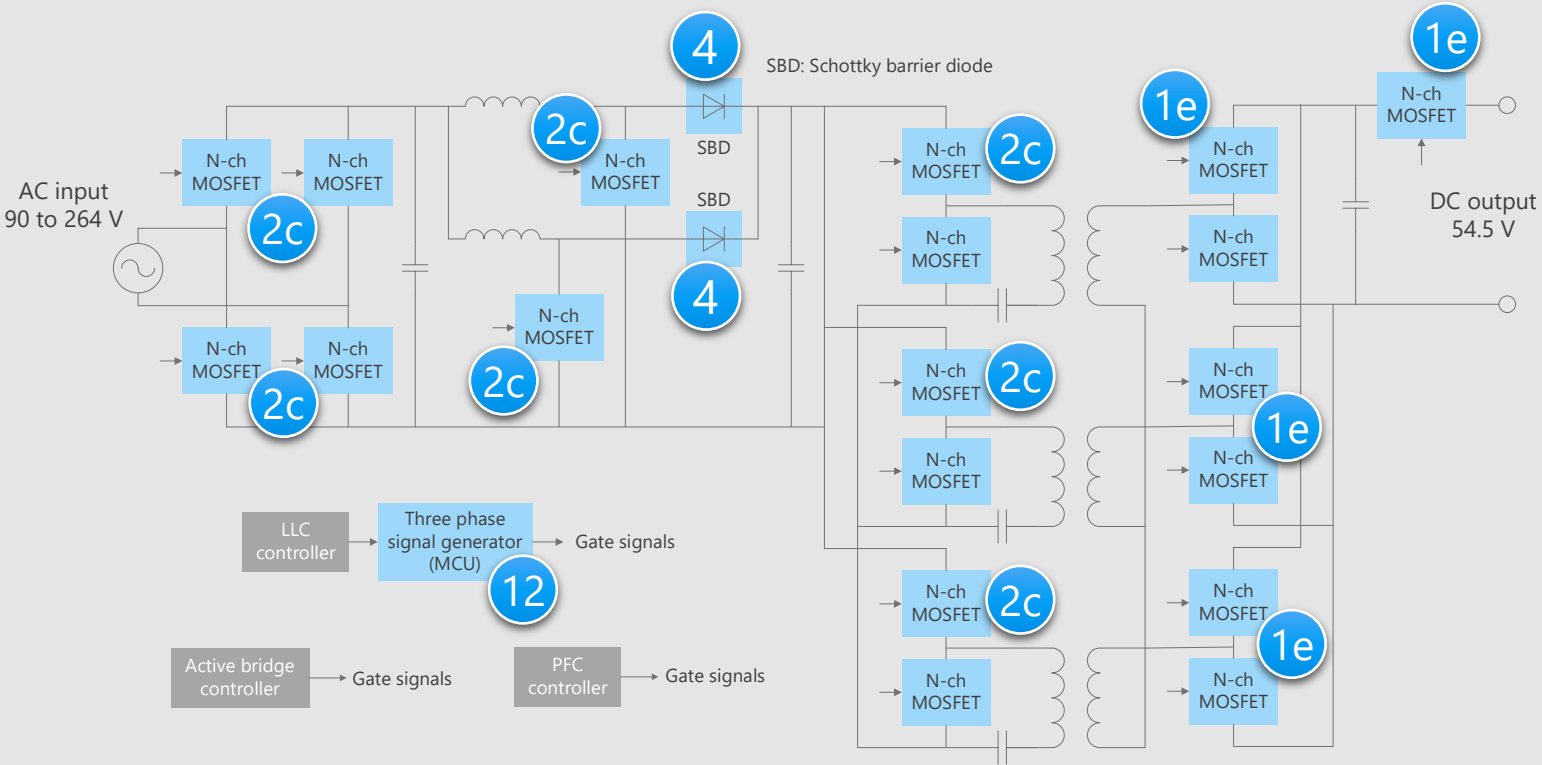 4
1e
SBD: Schottky barrier diode
N-ch
MOSFET
1e
2c
SBD
N-ch
MOSFET
N-ch
MOSFET
N-ch
MOSFET
N-ch
MOSFET
2c
N-ch
MOSFET
AC input
90 to 264 V
2c
SBD
DC output
54.5 V
N-ch
MOSFET
N-ch
MOSFET
4
N-ch
MOSFET
2c
N-ch
MOSFET
N-ch
MOSFET
2c
N-ch
MOSFET
2c
N-ch
MOSFET
1e
N-ch
MOSFET
N-ch
MOSFET
LLC
controller
Three phase
signal generator
(MCU)
Gate signals
12
N-ch
MOSFET
2c
N-ch
MOSFET
1e
Active bridge
controller
Gate signals
PFC
controller
Gate signals
N-ch
MOSFET
N-ch
MOSFET